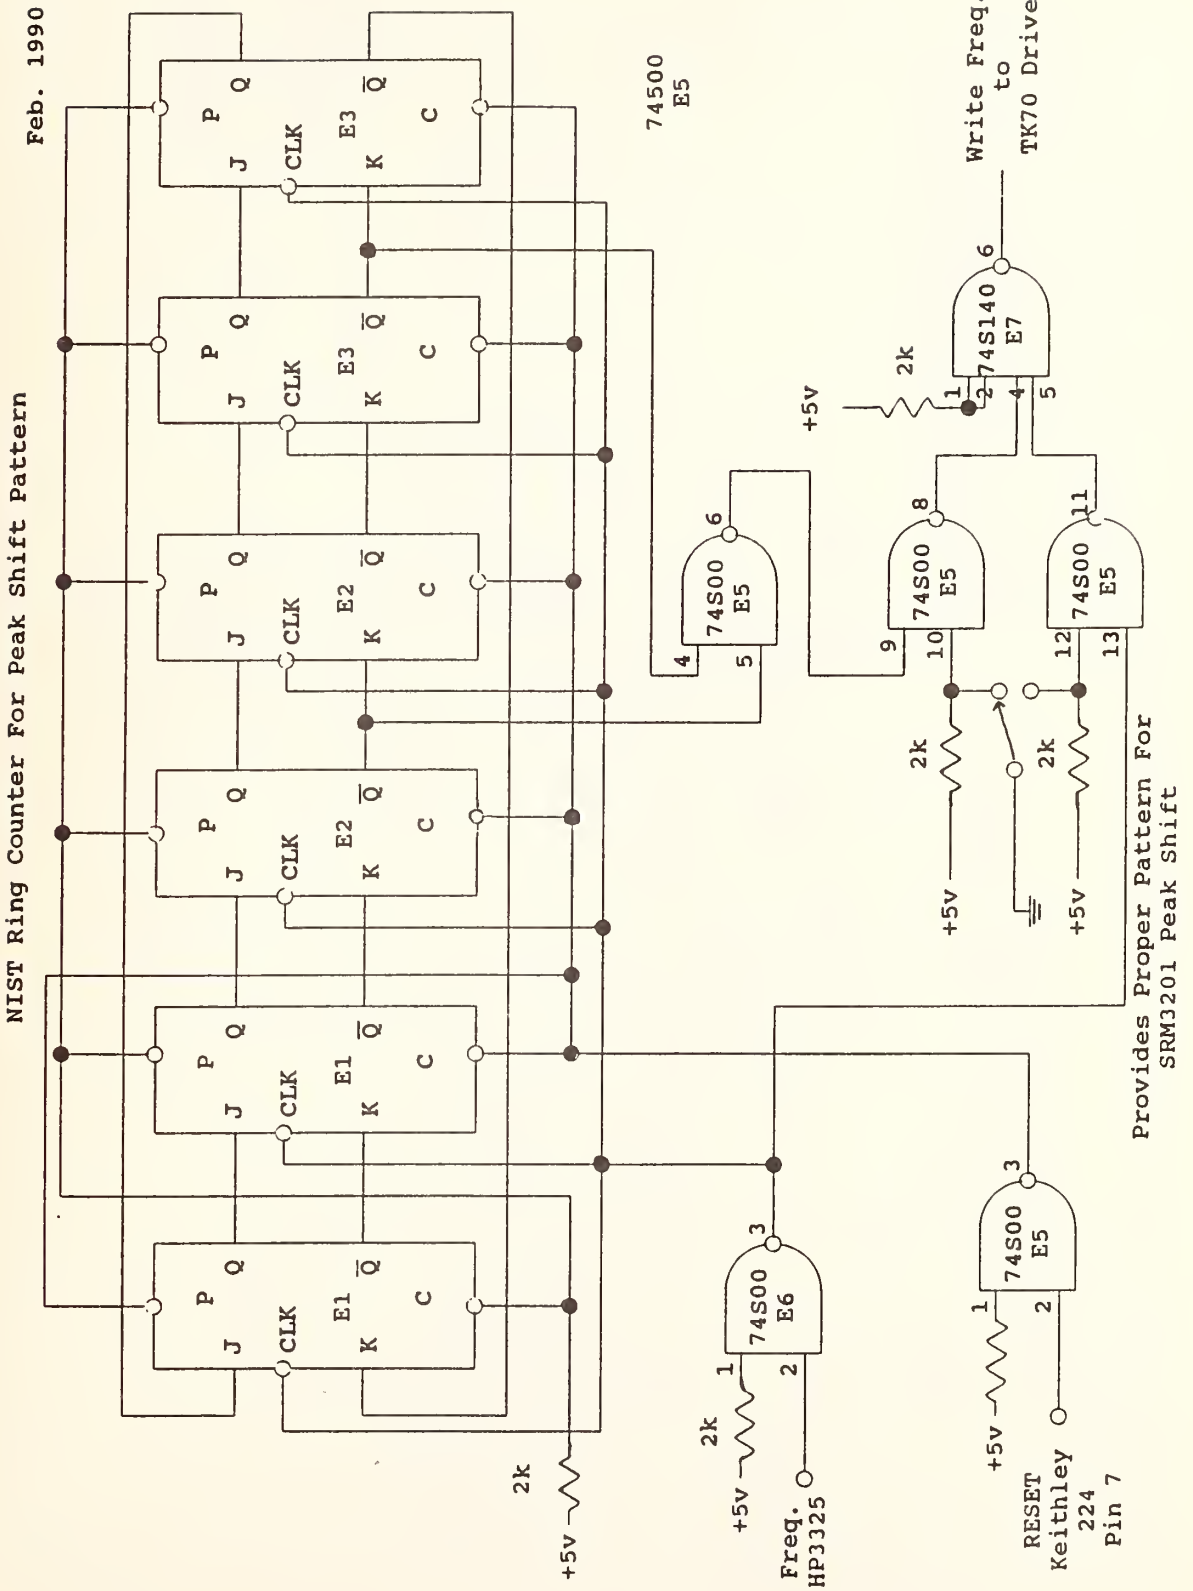 NIST Ring Counter For Peak Shift Pattern
Feb. 1990
P
Q
J
CLK
E1
K
Q
C
P
Q
J
CLK
E1
K
Q
C
P
Q
J
CLK
E2
K
Q
C
P
Q
J
CLK
E2
K
Q
C
P
Q
J
CLK
E3
K
Q
C
P
Q
J
CLK
E3
K
Q
C
+5v
2k
74500
E5
+5v
2k
Freq.
HP3325
1
2
74S00
E6
3
4
5
74S00
E5
6
+5v
2k
+5v
2k
9
10
74S00
E5
8
12
13
74S00
E5
11
+5v
2k
1
2
4
5
74S140
E7
6
Write Freq.
to
TK70 Drive
+5v
RESET
Keithley
224
Pin 7
1
2
74S00
E5
3
Provides Proper Pattern For
SRM3201 Peak Shift